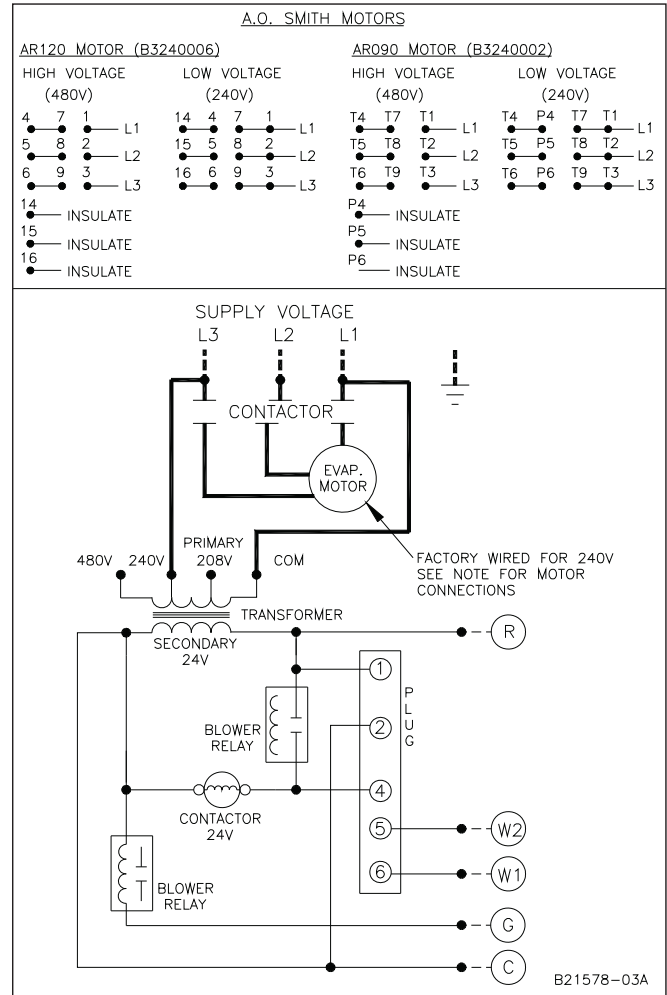 A.O. SMITH MOTORS
AR120 MOTOR (B3240006)
HIGH VOLTAGE
(480V)
4 7 1
L1
5 8 2
L2
6 9 3
L3
14
INSULATE
15
INSULATE
16
INSULATE
LOW VOLTAGE
(240V)
14 4 7 1
L1
15 5 8 2
L2
16 6 9 3
L3
AR090 MOTOR (B3240002)
HIGH VOLTAGE
(480V)
T4 T7 T1
L1
T5 T8 T2
L2
T6 T9 T3
L3
P4
INSULATE
P5
INSULATE
P6
INSULATE
LOW VOLTAGE
(240V)
T4 P4 T7 T1
L1
T5 P5 T8 T2
L2
T6 P6 T9 T3
L3
SUPPLY VOLTAGE
L3 L2 L1
CONTACTOR
EVAP.
MOTOR
FACTORY WIRED FOR 240V
SEE NOTE FOR MOTOR
CONNECTIONS
PRIMARY
480V 240V 208V COM
TRANSFORMER
SECONDARY
24V
R
1
PLUG
2
BLOWER
RELAY
4
CONTACTOR
24V
5
W2
6
W1
BLOWER
RELAY
G
C
B21578-03A